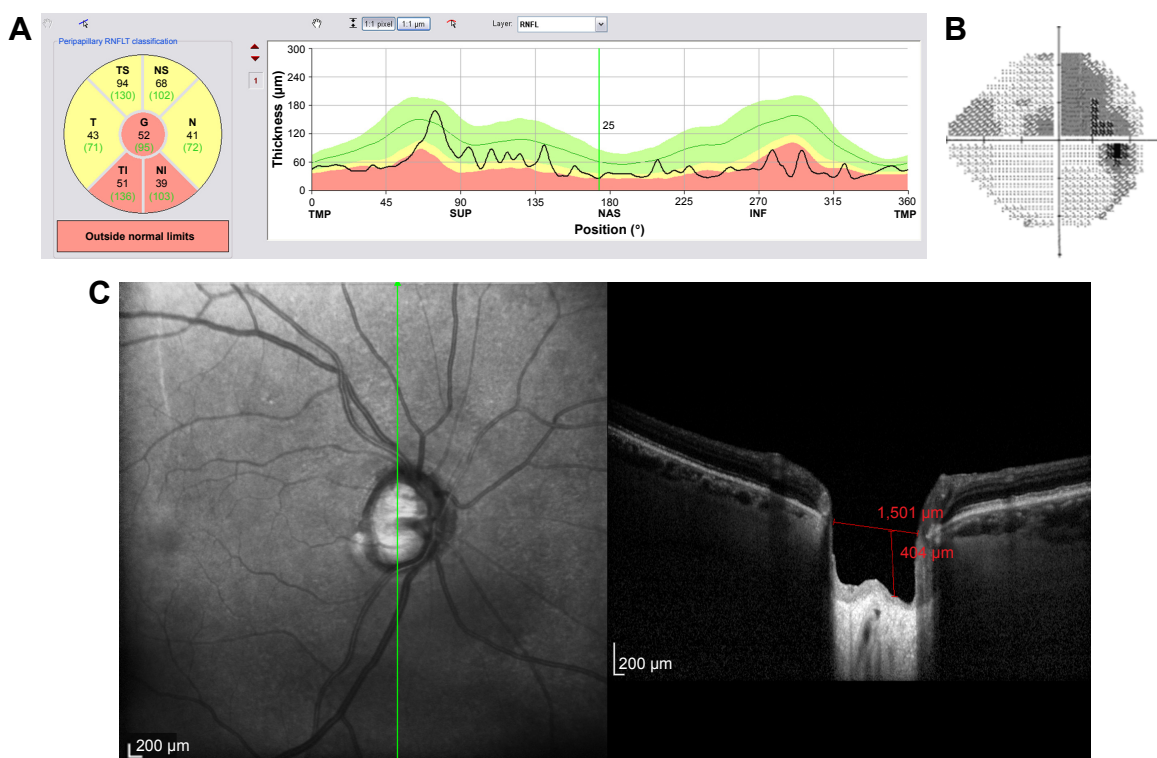 A
1:1 pixel 1:1 µm
Layer: RNFL
Peripapillary RNFLT classification
TS
94
(130)
NS
68
(102)
T
43
(71)
G
52
(95)
N
41
(72)
TI
51
(136)
NI
39
(103)
Outside normal limits
1
Thickness (µm)
300
240
180
120
60
0
25
0 45 90 135 180 225 270 315 360
TMP SUP NAS INF TMP
Position (°)
B
C
200 µm
1,501 µm
404 µm
200 µm